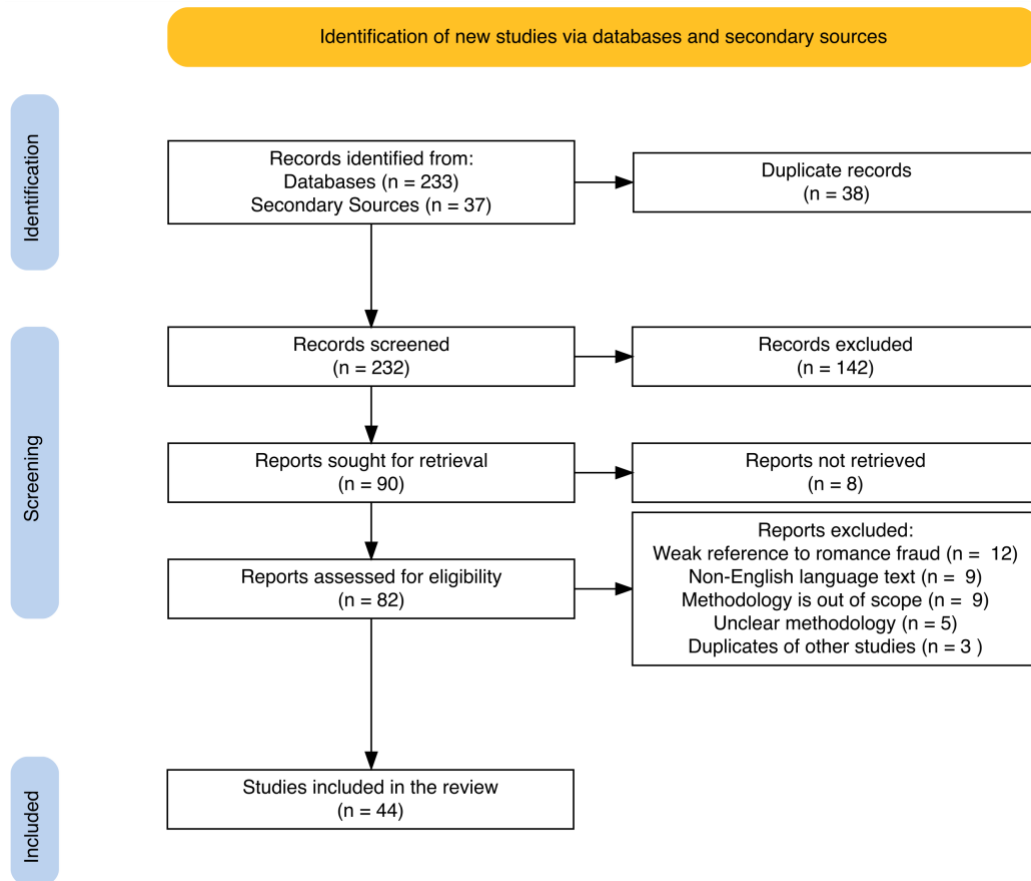 Identification of new studies via databases and secondary sources
Identification
Records identified from:
Databases (n = 233)
Secondary Sources (n = 37)
Duplicate records
(n = 38)
Screening
Records screened
(n = 232)
Records excluded
(n = 142)
Reports sought for retrieval
(n = 90)
Reports not retrieved
(n = 8)
Reports assessed for eligibility
(n = 82)
Reports excluded:
Weak reference to romance fraud (n = 12)
Non-English language text (n = 9)
Methodology is out of scope (n = 9)
Unclear methodology (n = 5)
Duplicates of other studies (n = 3 )
Included
Studies included in the review
(n = 44)